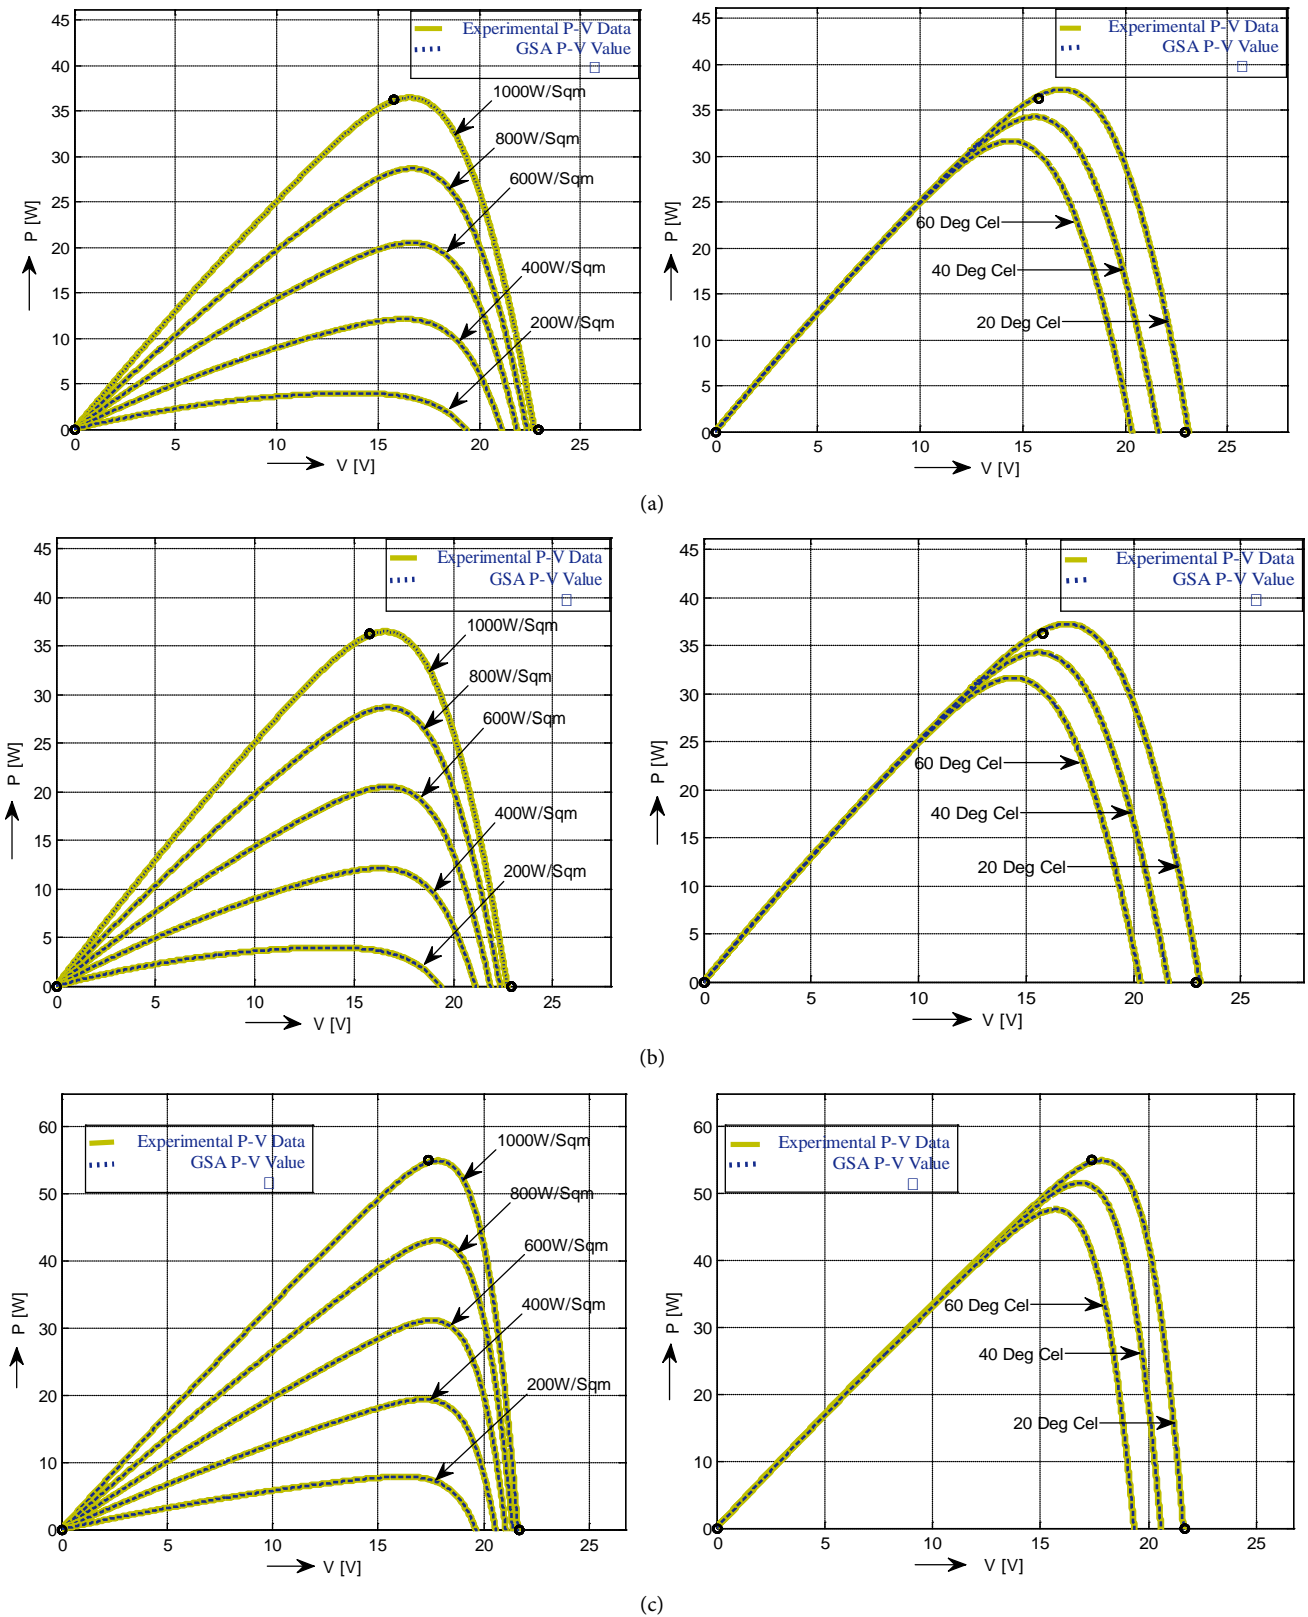 Experimental P-V Data
GSA P-V Value
45
40
35
30
25
20
15
10
5
0
P [W]
1000W/Sqm
800W/Sqm
600W/Sqm
400W/Sqm
200W/Sqm
0 5 10 15 20 25
V [V]
Experimental P-V Data
GSA P-V Value
45
40
35
30
25
20
15
10
5
0
P [W]
60 Deg Cel
40 Deg Cel
20 Deg Cel
0 5 10 15 20 25
V [V]
(a)
Experimental P-V Data
GSA P-V Value
45
40
35
30
25
20
15
10
5
0
P [W]
1000W/Sqm
800W/Sqm
600W/Sqm
400W/Sqm
200W/Sqm
0 5 10 15 20 25
V [V]
Experimental P-V Data
GSA P-V Value
45
40
35
30
25
20
15
10
5
0
P [W]
60 Deg Cel
40 Deg Cel
20 Deg Cel
0 5 10 15 20 25
V [V]
(b)
Experimental P-V Data
GSA P-V Value
60
50
40
30
20
10
0
P [W]
1000W/Sqm
800W/Sqm
600W/Sqm
400W/Sqm
200W/Sqm
0 5 10 15 20 25
V [V]
Experimental P-V Data
GSA P-V Value
60
50
40
30
20
10
0
P [W]
60 Deg Cel
40 Deg Cel
20 Deg Cel
0 5 10 15 20 25
V [V]
(c)